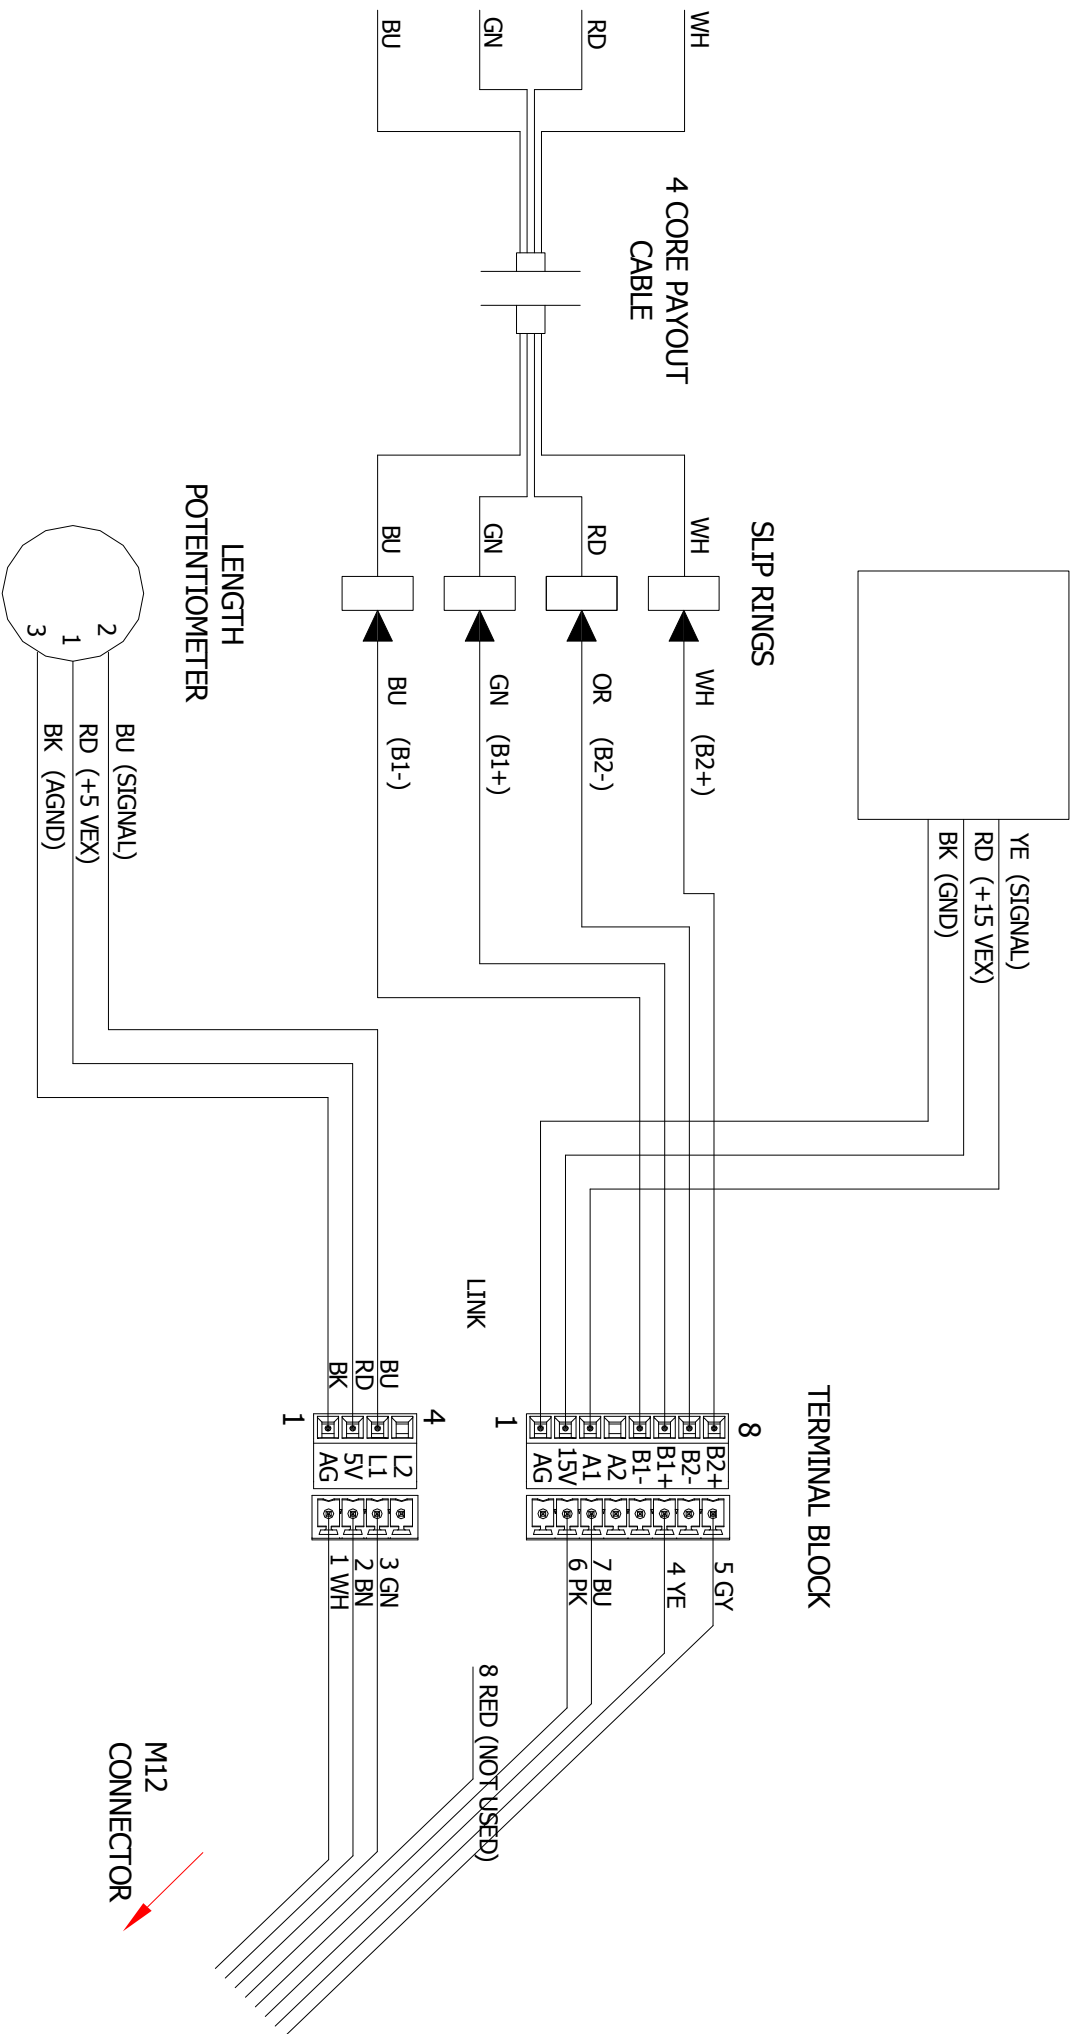 WH
RD
GN
BU
4 CORE PAYOUT
CABLE
SLIP RINGS
WH
RD
GN
BU
WH (B2+)
OR (B2-)
GN (B1+)
BU (B1-)
YE (SIGNAL)
RD (+15 VEX)
BK (GND)
LENGTH
POTENTIOMETER
2
1
3
BU (SIGNAL)
RD (+5 VEX)
BK (AGND)
LINK
TERMINAL BLOCK
8
B2+
B2-
B1+
B1-
A2
A1
15V
AG
1
5 GY
4 YE
7 BU
6 PK
BU
RD
BK
4
L2
L1
5V
AG
1
3 GN
2 BN
1 WH
8 RED (NOT USED)
M12
CONNECTOR